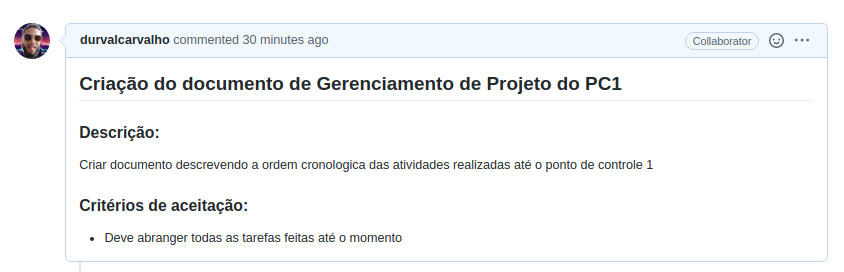 durvalcarvalho commented 30 minutes ago
Collaborator
Criação do documento de Gerenciamento de Projeto do PC1
Descrição:
Criar documento descrevendo a ordem cronologica das atividades realizadas até o ponto de controle 1
Critérios de aceitação:
• Deve abranger todas as tarefas feitas até o momento